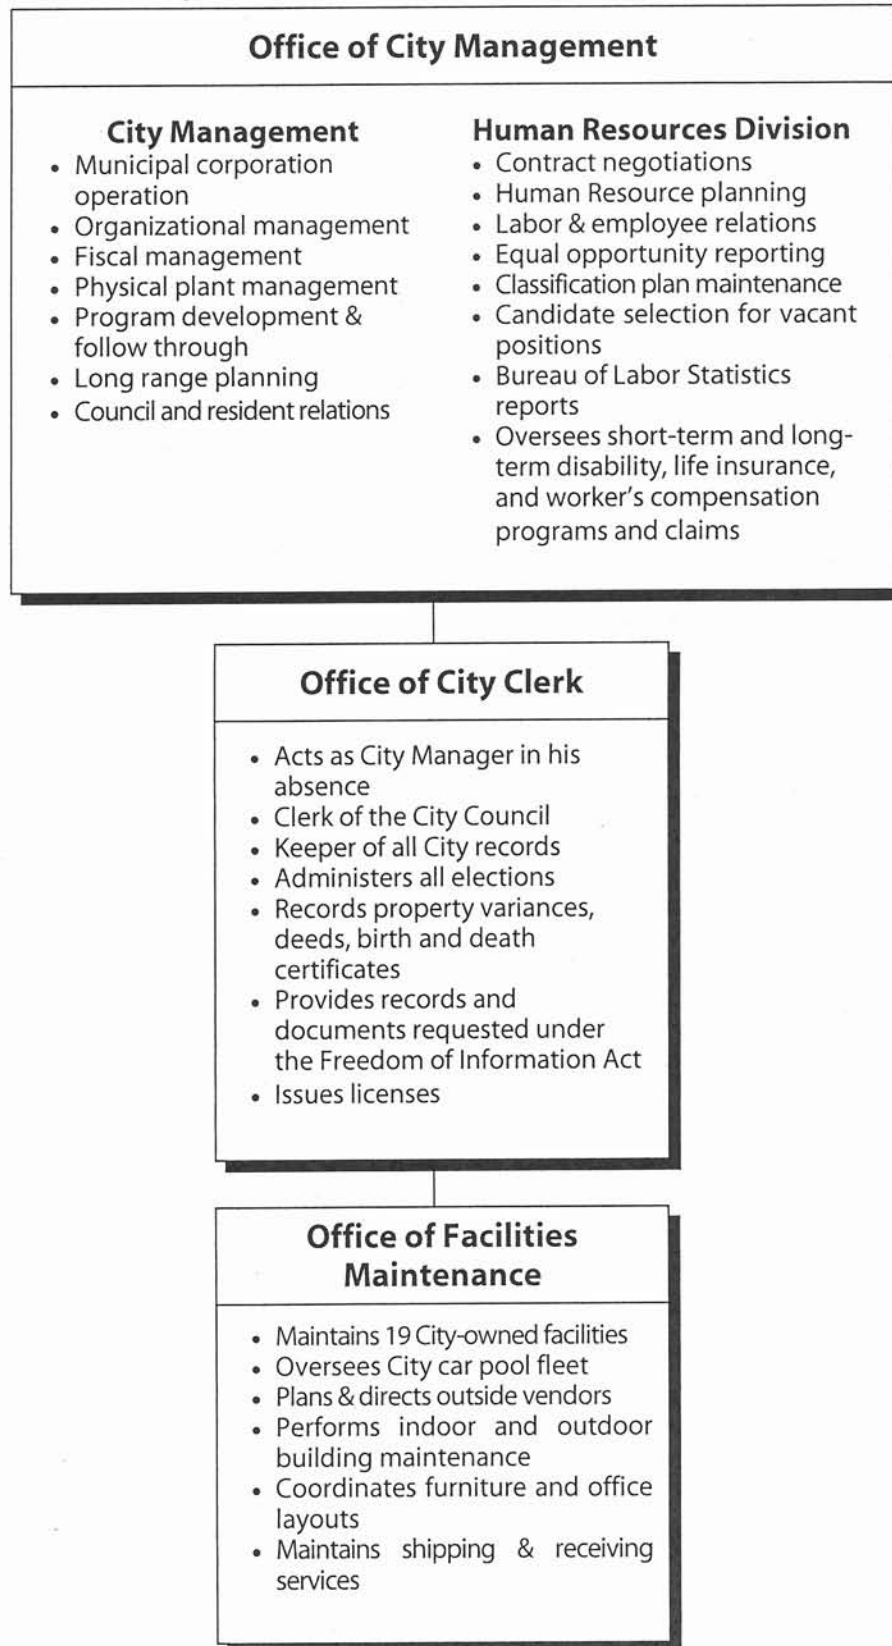 Office of City Management
City Management
• Municipal corporation
operation
• Organizational management
• Fiscal management
• Physical plant management
• Program development &
follow through
• Long range planning
• Council and resident relations
Human Resources Division
• Contract negotiations
• Human Resource planning
• Labor & employee relations
• Equal opportunity reporting
• Classification plan maintenance
• Candidate selection for vacant
positions
• Bureau of Labor Statistics
reports
• Oversees short-term and long-
term disability, life insurance,
and worker's compensation
programs and claims
Office of City Clerk
• Acts as City Manager in his
absence
• Clerk of the City Council
• Keeper of all City records
• Administers all elections
• Records property variances,
deeds, birth and death
certificates
• Provides records and
documents requested under
the Freedom of Information Act
• Issues licenses
Office of Facilities
Maintenance
• Maintains 19 City-owned facilities
• Oversees City car pool fleet
• Plans & directs outside vendors
• Performs indoor and outdoor
building maintenance
• Coordinates furniture and office
layouts
• Maintains shipping & receiving
services